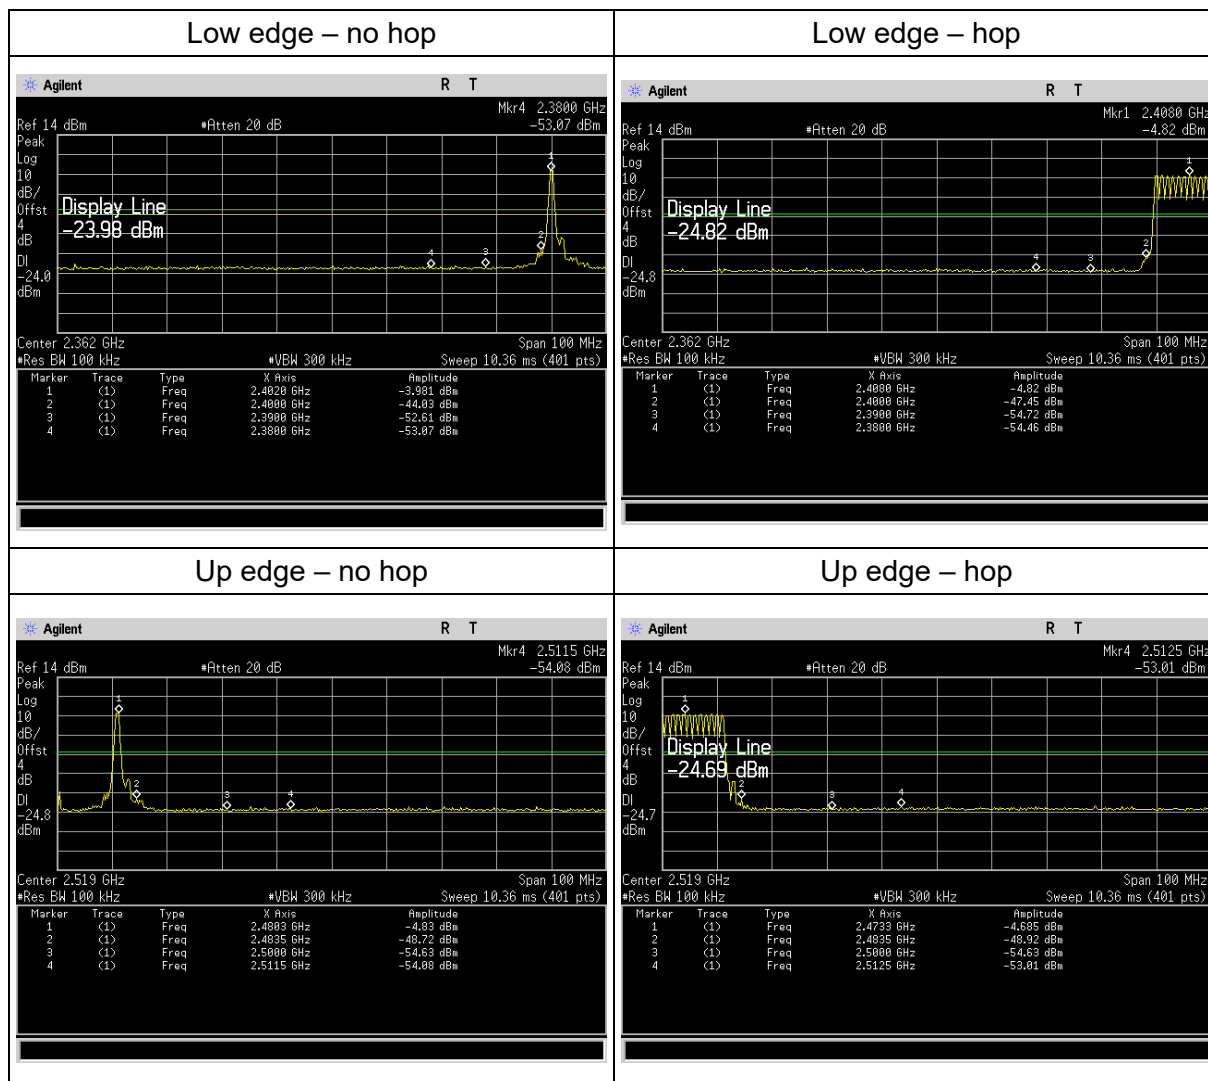 Low edge – no hop
Low edge – hop
Agilent R T
Mkr4 2.3800 GHz
Ref 14 dBm #Atten 20 dB -53.07 dBm
Peak
Log
10
dB/
Offst
4
dB
DI
-24.0
dBm
1
Display Line
-23.98 dBm
2
4 3
Center 2.362 GHz Span 100 MHz
#Res BW 100 kHz #VBW 300 kHz Sweep 10.36 ms (401 pts)
Marker Trace Type X Axis Amplitude
1 (1) Freq 2.4020 GHz -3.981 dBm
2 (1) Freq 2.4000 GHz -44.03 dBm
3 (1) Freq 2.3900 GHz -52.61 dBm
4 (1) Freq 2.3800 GHz -53.07 dBm
Agilent R T
Mkr1 2.4080 GHz
Ref 14 dBm #Atten 20 dB -4.82 dBm
Peak
Log
10
dB/
Offst
4
dB
DI
-24.8
dBm
1
Display Line
-24.82 dBm
2
4 3
Center 2.362 GHz Span 100 MHz
#Res BW 100 kHz #VBW 300 kHz Sweep 10.36 ms (401 pts)
Marker Trace Type X Axis Amplitude
1 (1) Freq 2.4080 GHz -4.82 dBm
2 (1) Freq 2.4000 GHz -47.45 dBm
3 (1) Freq 2.3900 GHz -54.72 dBm
4 (1) Freq 2.3800 GHz -54.46 dBm
Up edge – no hop
Up edge – hop
Agilent R T
Mkr4 2.5115 GHz
Ref 14 dBm #Atten 20 dB -54.08 dBm
Peak
Log
10
dB/
Offst
4
dB
DI
-24.8
dBm
1
2
3 4
Center 2.519 GHz Span 100 MHz
#Res BW 100 kHz #VBW 300 kHz Sweep 10.36 ms (401 pts)
Marker Trace Type X Axis Amplitude
1 (1) Freq 2.4803 GHz -4.83 dBm
2 (1) Freq 2.4835 GHz -48.72 dBm
3 (1) Freq 2.5000 GHz -54.63 dBm
4 (1) Freq 2.5115 GHz -54.08 dBm
Agilent R T
Mkr4 2.5125 GHz
Ref 14 dBm #Atten 20 dB -53.01 dBm
Peak
Log
10
dB/
Offst
4
dB
DI
-24.7
dBm
1
Display Line
-24.69 dBm
2
3 4
Center 2.519 GHz Span 100 MHz
#Res BW 100 kHz #VBW 300 kHz Sweep 10.36 ms (401 pts)
Marker Trace Type X Axis Amplitude
1 (1) Freq 2.4733 GHz -4.685 dBm
2 (1) Freq 2.4835 GHz -48.92 dBm
3 (1) Freq 2.5000 GHz -54.63 dBm
4 (1) Freq 2.5125 GHz -53.01 dBm